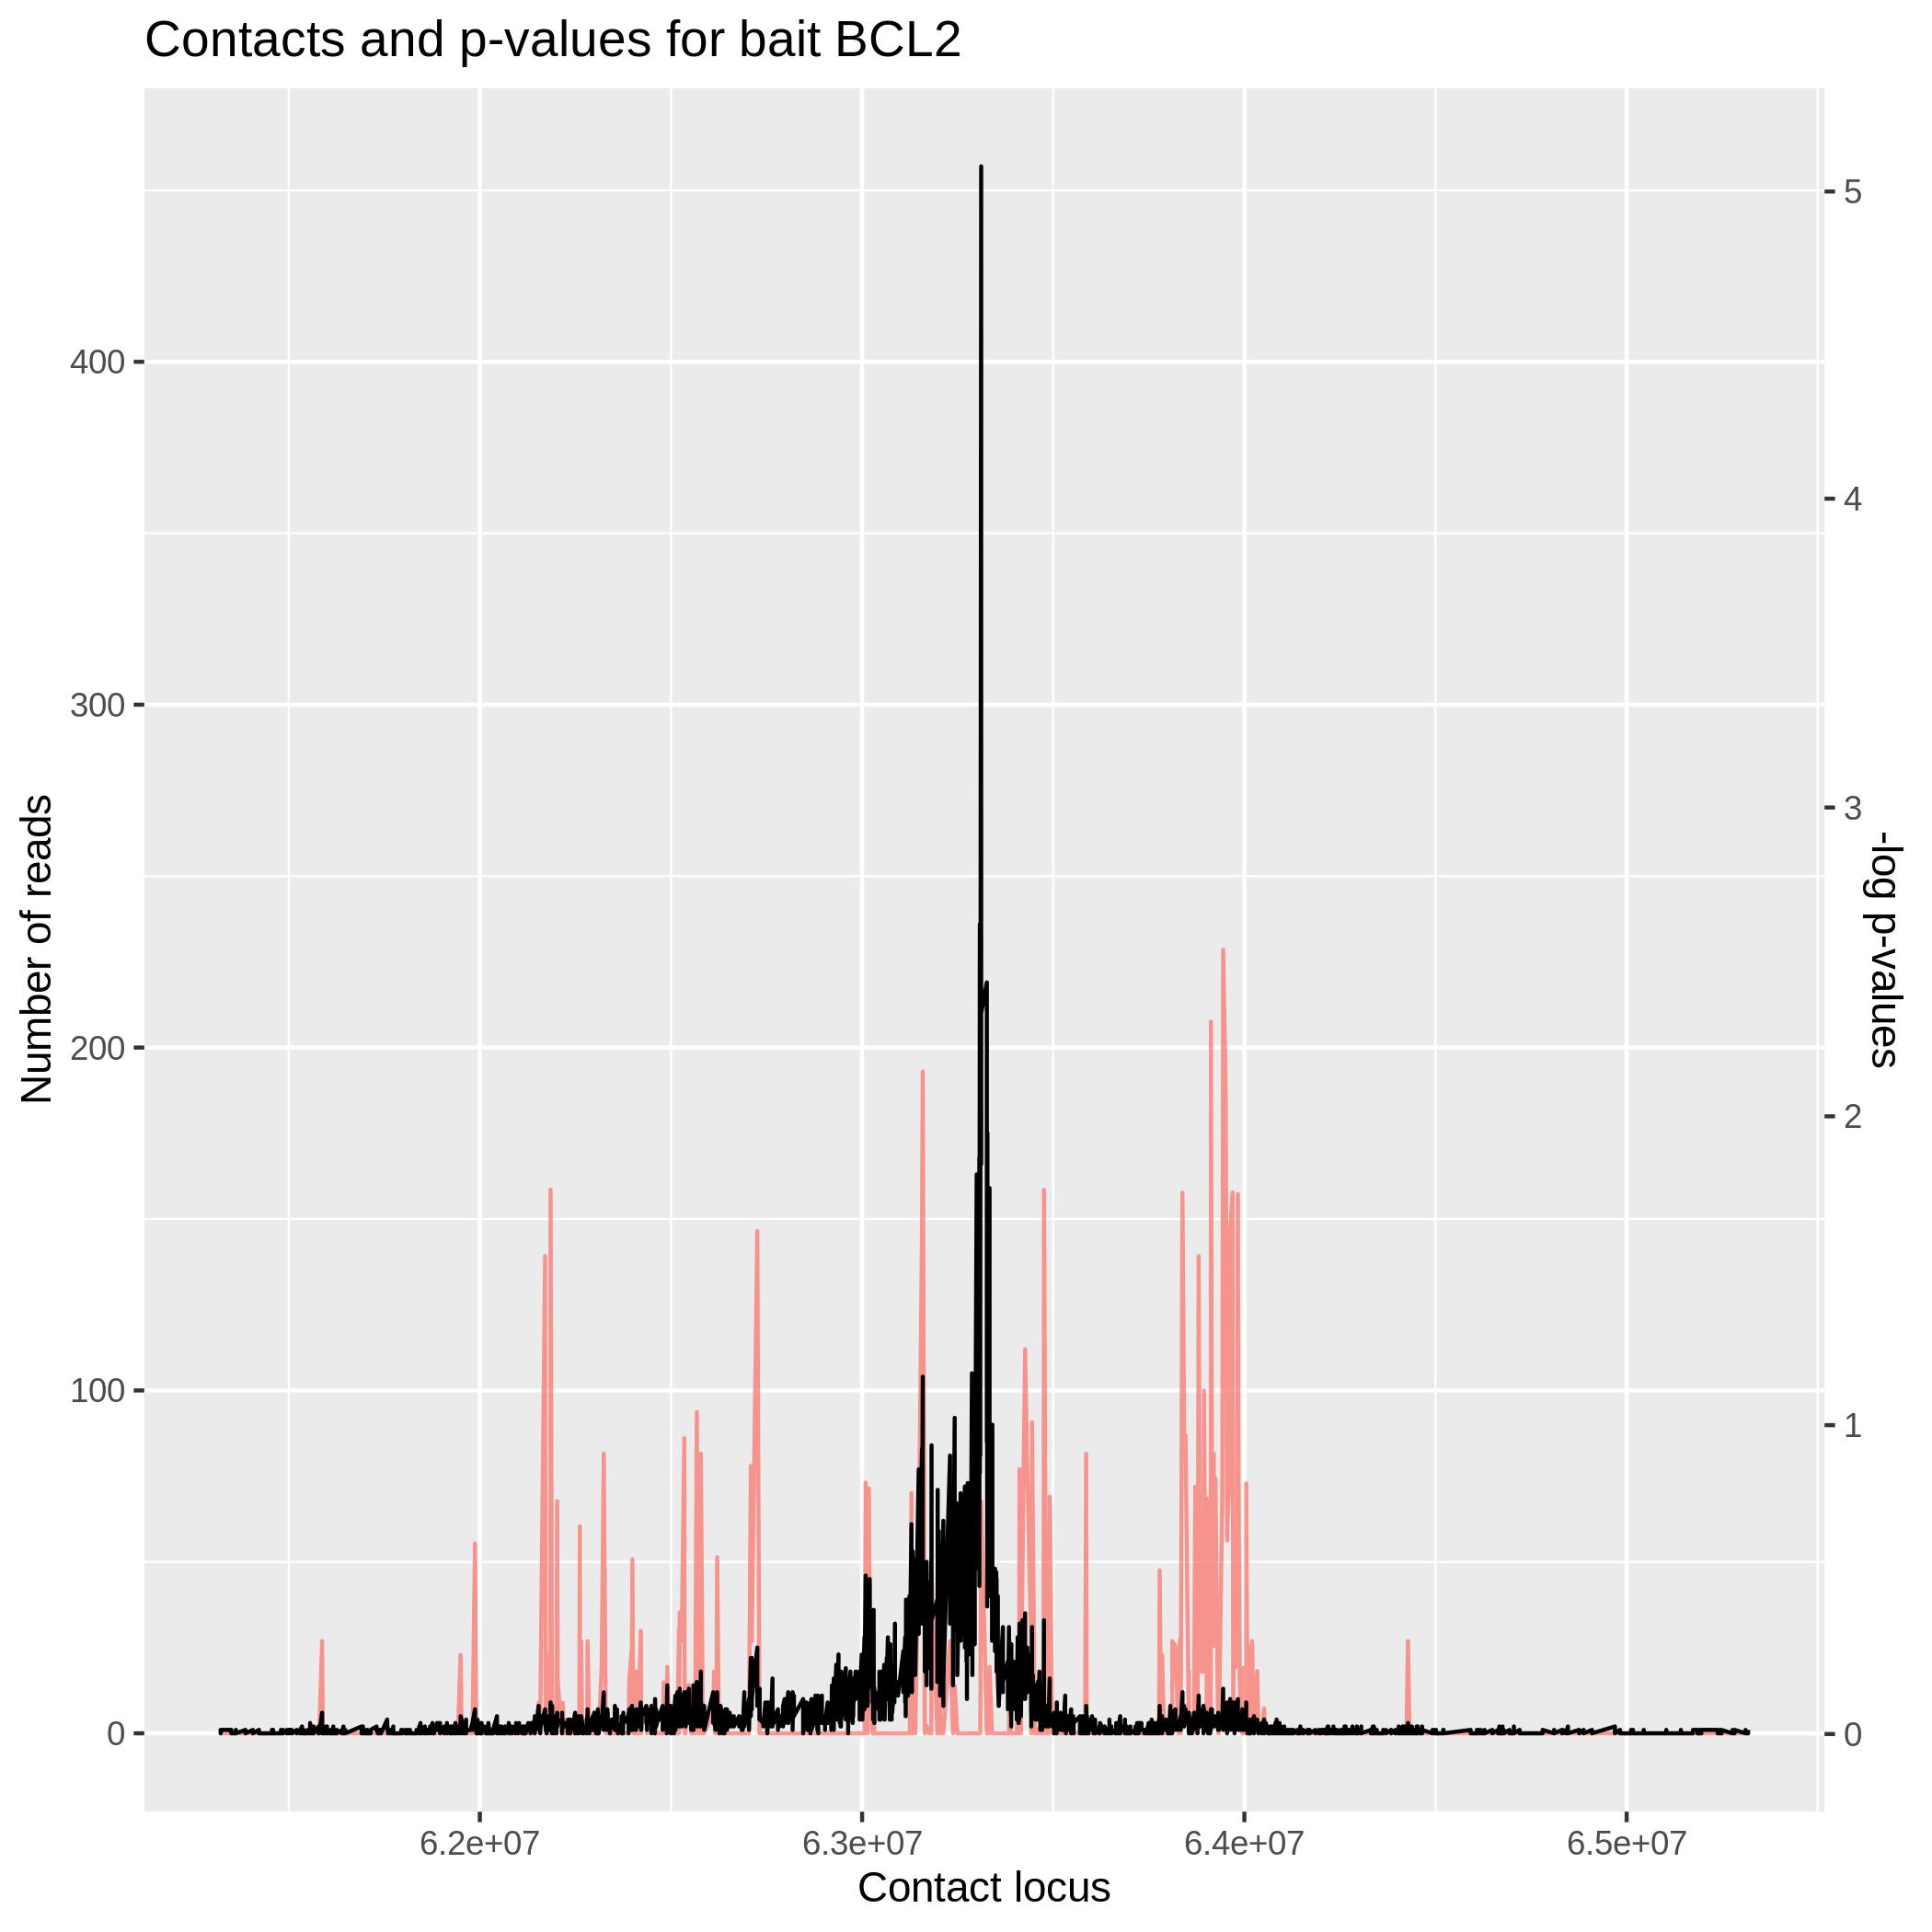 Contacts and p-values for bait BCL2
Number of reads
400
300
200
100
0
5
4
3
2
1
0
-log p-values
6.2e+07
6.3e+07
6.4e+07
6.5e+07
Contact locus